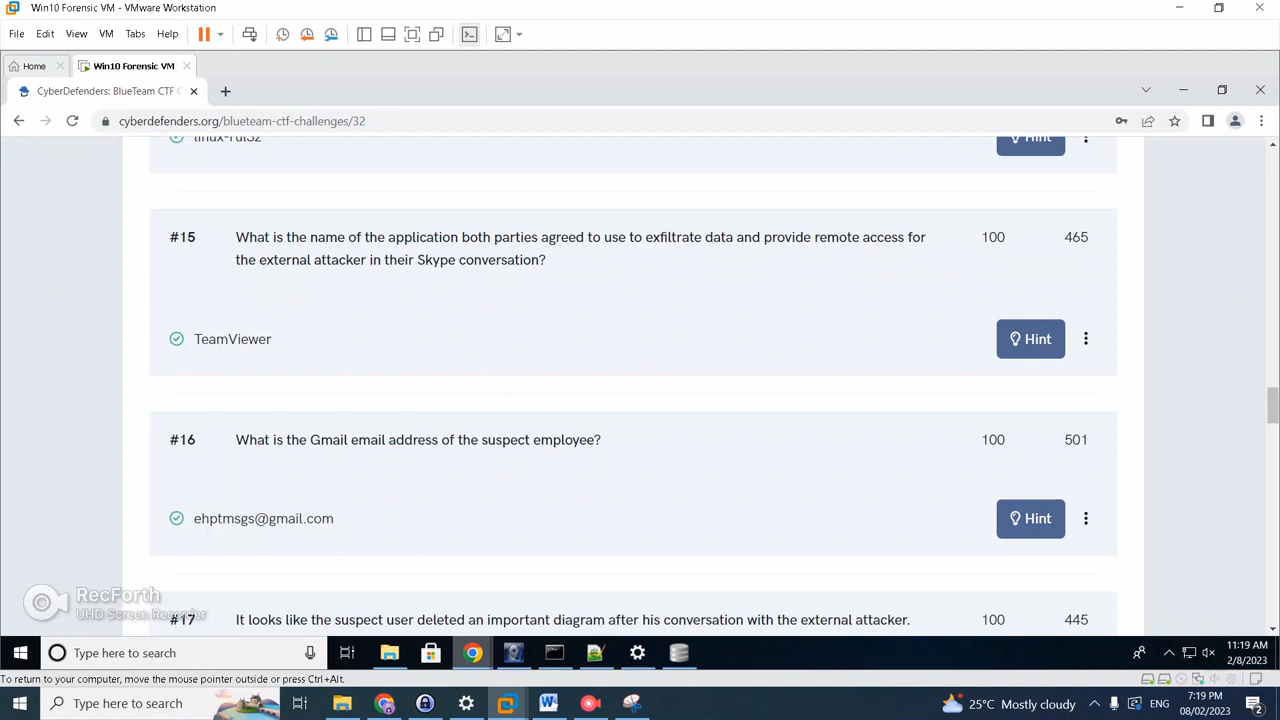 Win10 Forensic VM - VMware Workstation
File Edit View VM Tabs Help
Home Win10 Forensic VM
CyberDefenders: BlueTeam CTF C
cyberdefenders.org/blueteam-ctf-challenges/32
Hint
#15 What is the name of the application both parties agreed to use to exfiltrate data and provide remote access for 100 465
the external attacker in their Skype conversation?
TeamViewer Hint
#16 What is the Gmail email address of the suspect employee? 100 501
ehptmsgs@gmail.com Hint
RecForth
UHD Screen Recorder
#17 It looks like the suspect user deleted an important diagram after his conversation with the external attacker. 100 445
Type here to search 11:19 AM
2/8/2023
To return to your computer, move the mouse pointer outside or press Ctrl+Alt.
Type here to search 25°C Mostly cloudy ENG 7:19 PM
08/02/2023 2